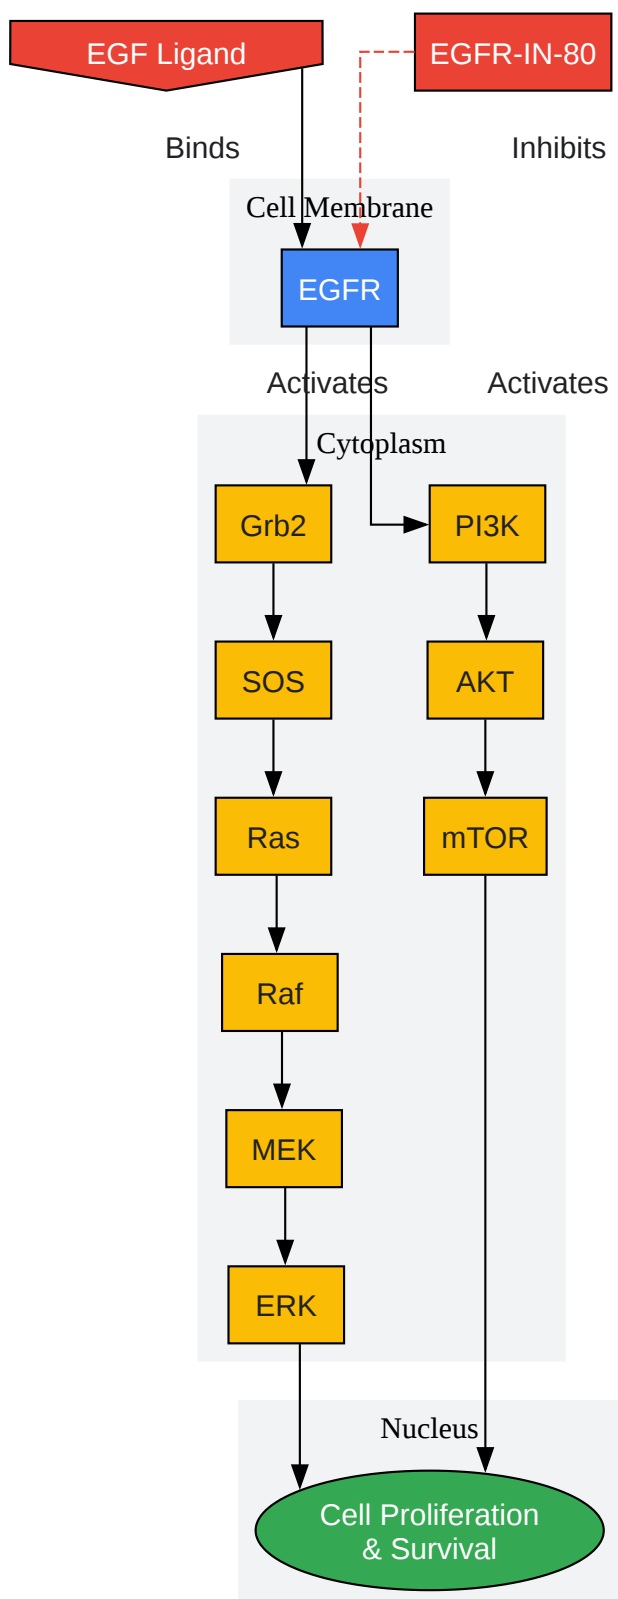 EGF Ligand
EGFR-IN-80
Binds
Inhibits
Cell Membrane
EGFR
Activates
Activates
Cytoplasm
Grb2
PI3K
SOS
AKT
Ras
mTOR
Raf
MEK
ERK
Nucleus
Cell Proliferation
& Survival